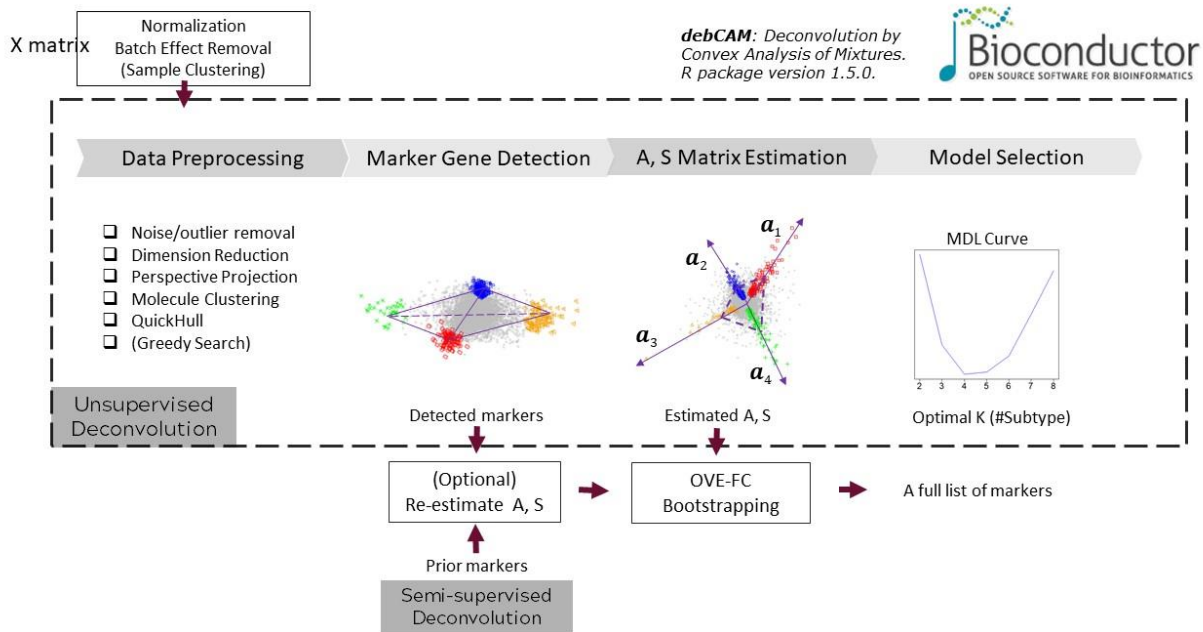 X matrix
Normalization
Batch Effect Removal
(Sample Clustering)
debCAM: Deconvolution by
Convex Analysis of Mixtures.
R package version 1.5.0.
Bioconductor
OPEN SOURCE SOFTWARE FOR BIOINFORMATICS
Data Preprocessing
Marker Gene Detection
A, S Matrix Estimation
Model Selection
❑ Noise/outlier removal
❑ Dimension Reduction
❑ Perspective Projection
❑ Molecule Clustering
❑ QuickHull
❑ (Greedy Search)
a1
a2
a3
a4
MDL Curve
2 3 4 5 6 7 8
Unsupervised
Deconvolution
Detected markers
Estimated A, S
Optimal K (#Subtype)
(Optional)
Re-estimate A, S
OVE-FC
Bootstrapping
A full list of markers
Prior markers
Semi-supervised
Deconvolution